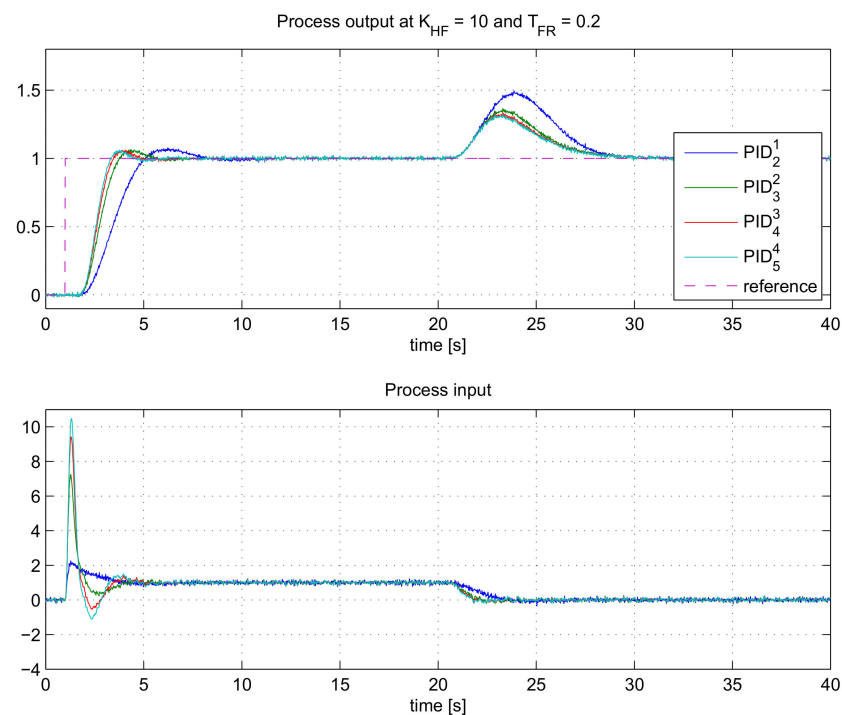 Process output at K_HF = 10 and T_FR = 0.2
1.5
1
0.5
0
0 5 10 15 20 25 30 35 40
time [s]
PID^1_2
PID^2_3
PID^3_4
PID^4_5
reference
Process input
10
8
6
4
2
0
−2
−4
0 5 10 15 20 25 30 35 40
time [s]